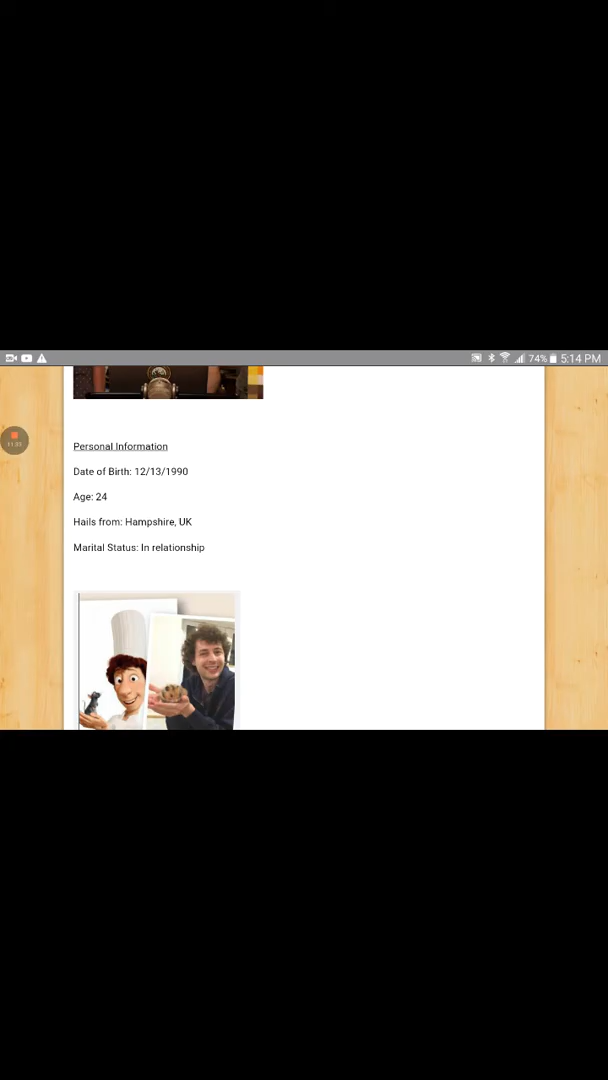 74% 5:14 PM
Personal Information
Date of Birth: 12/13/1990
Age: 24
Hails from: Hampshire, UK
Marital Status: In relationship